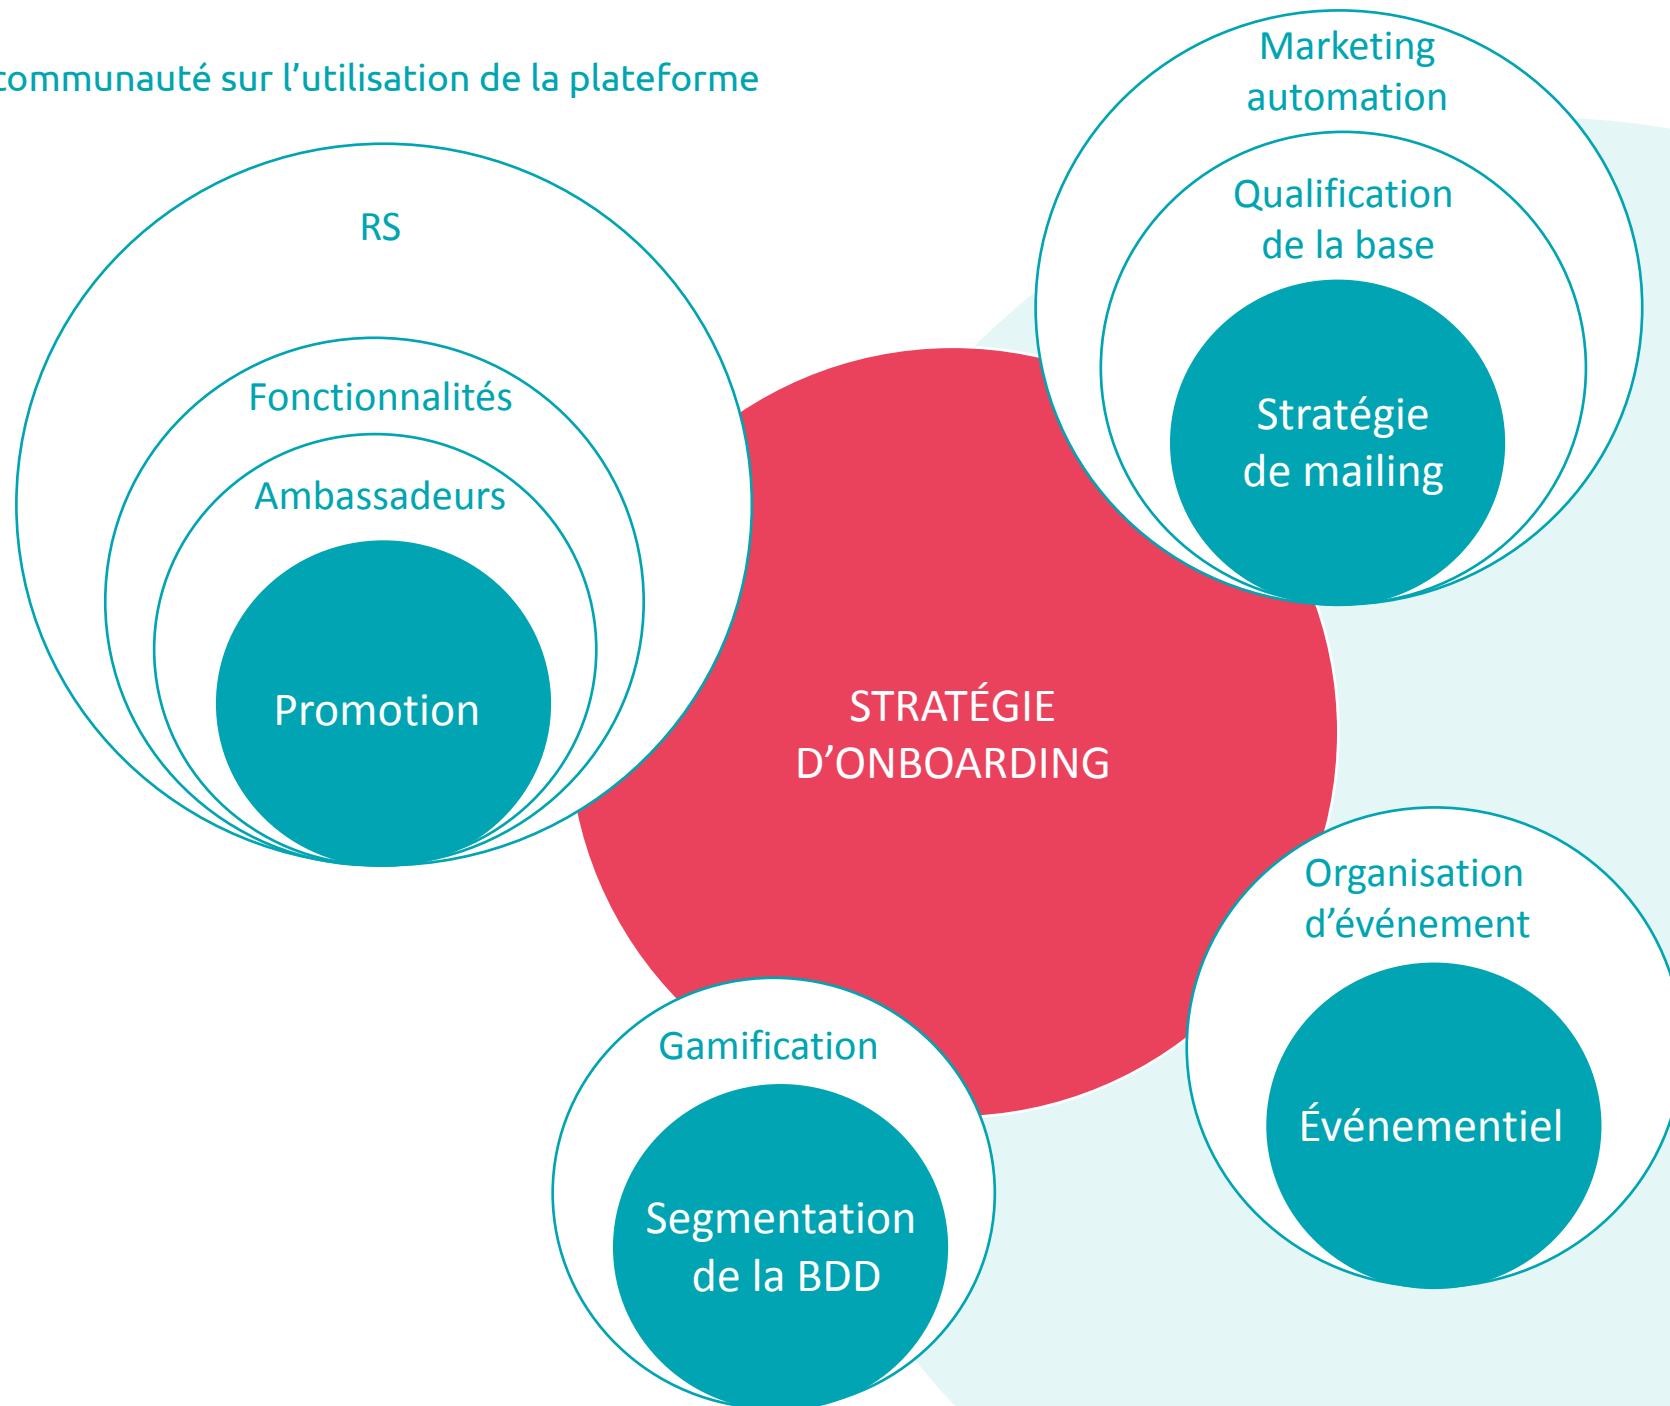 communauté sur l’utilisation de la plateforme
Marketing
automation
Qualification
de la base
Stratégie
de mailing
RS
Fonctionnalités
Ambassadeurs
Promotion
STRATÉGIE
D’ONBOARDING
Organisation
d’événement
Événementiel
Gamification
Segmentation
de la BDD